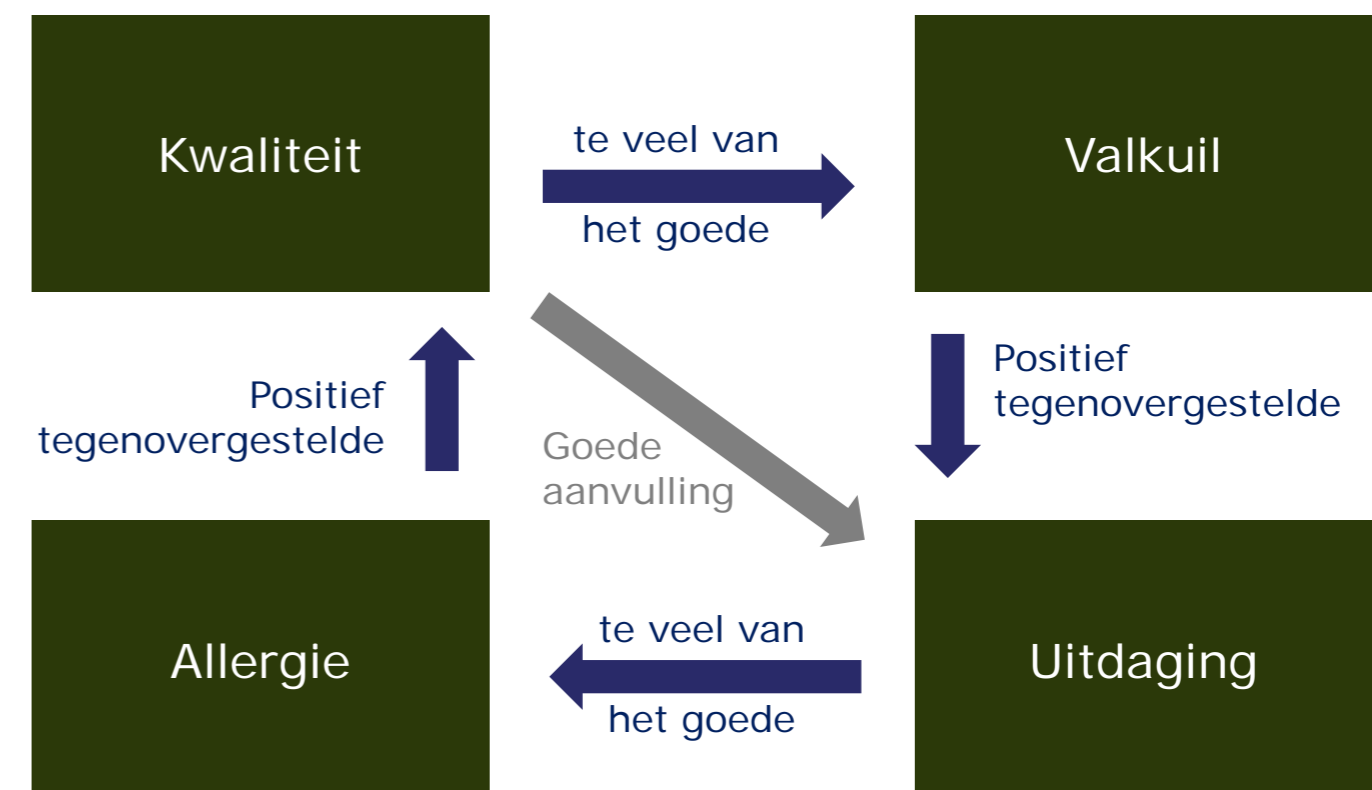 Kwaliteit
te veel van
het goede
Valkuil
Positief
tegenovergestelde
Positief
tegenovergestelde
Goede
aanvulling
Allergie
te veel van
het goede
Uitdaging